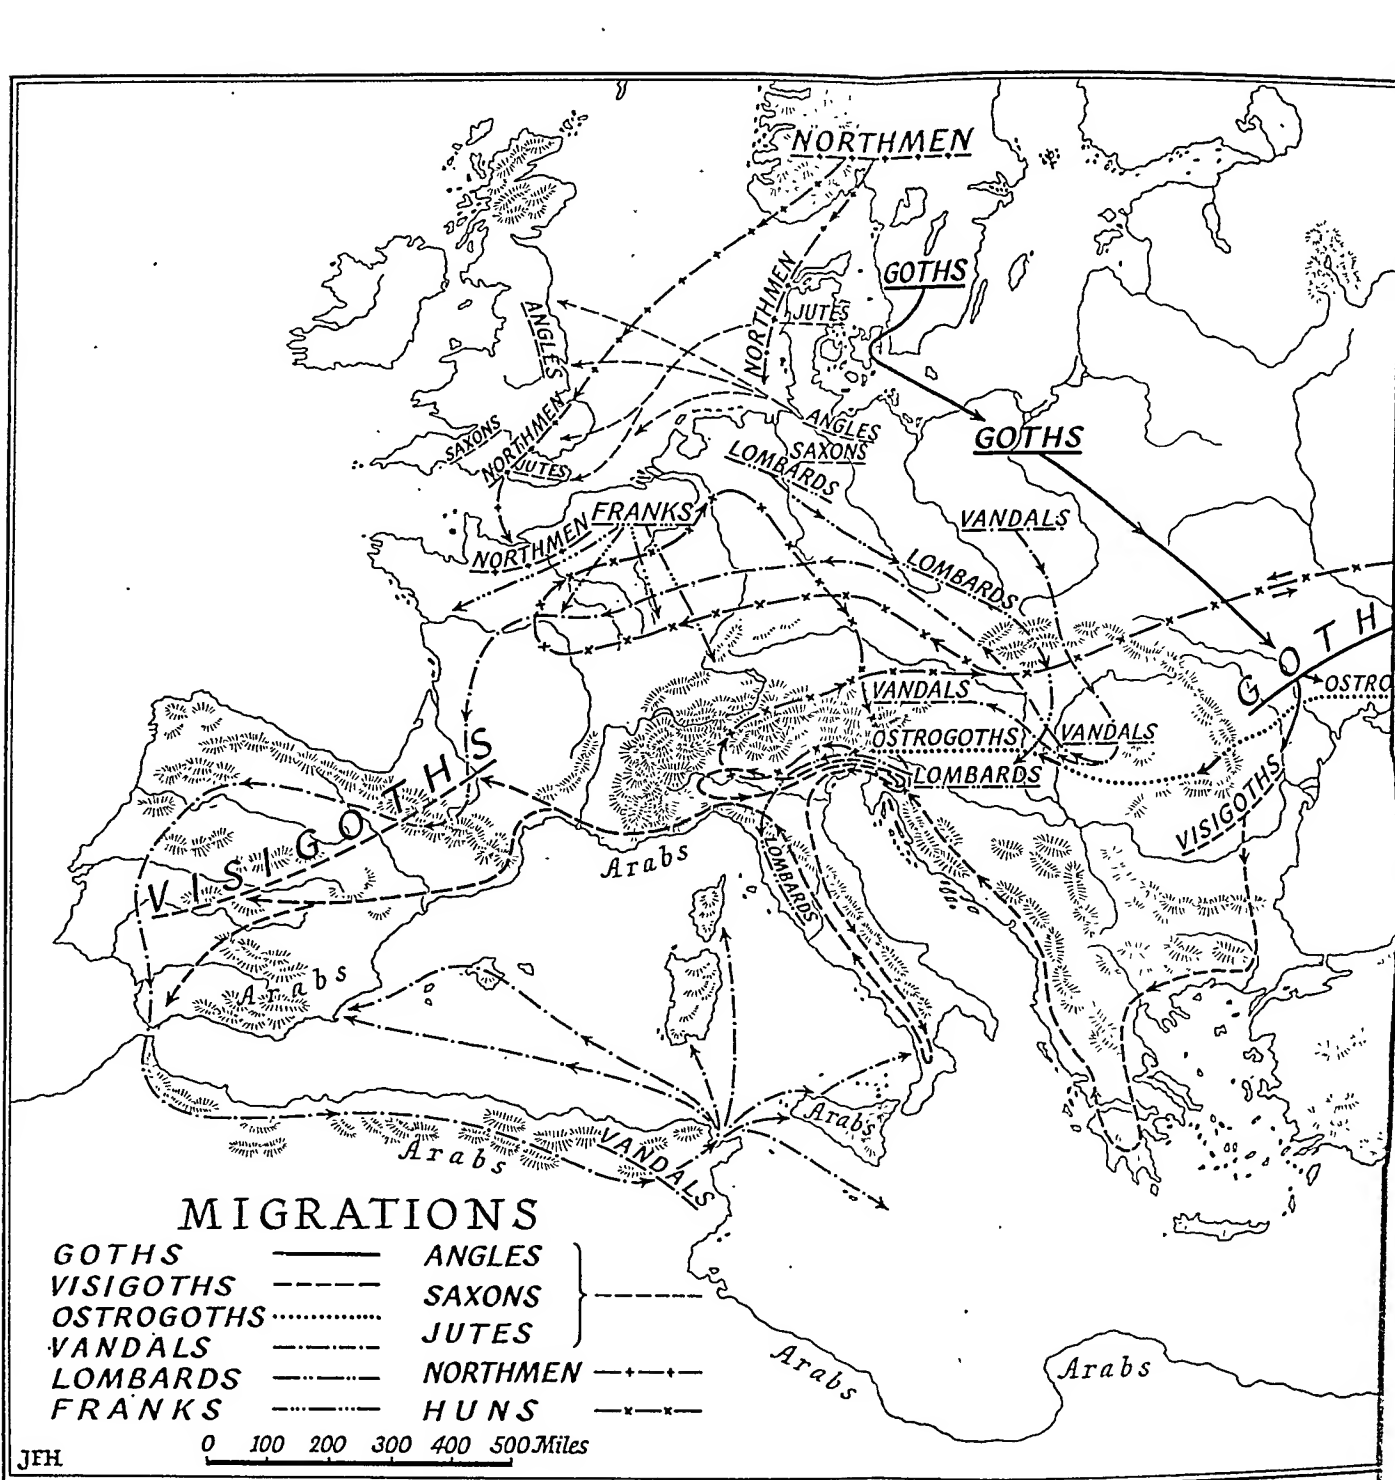 NORTHMEN
GOTHS
NORTHMEN
JUTES
ANGLES
GOTHS
ANGLES
SAXONS
LOMBARDS
SAXONS
NORTHMEN
JUTES
FRANKS
VANDALS
NORTHMEN
LOMBARDS
GOTH
OSTRO
VANDALS
VANDALS
OSTROGOTHS
LOMBARDS
VISIGOTHS
VISIGOTHS
Arabs
LOMBARDS
Arabs
Arabs
Arabs
VANDALS
MIGRATIONS
GOTHS
VISIGOTHS
OSTROGOTHS
VANDALS
LOMBARDS
FRANKS
ANGLES
SAXONS
JUTES
NORTHMEN
HUNS
Arabs
Arabs
0 100 200 300 400 500 Miles
JFH